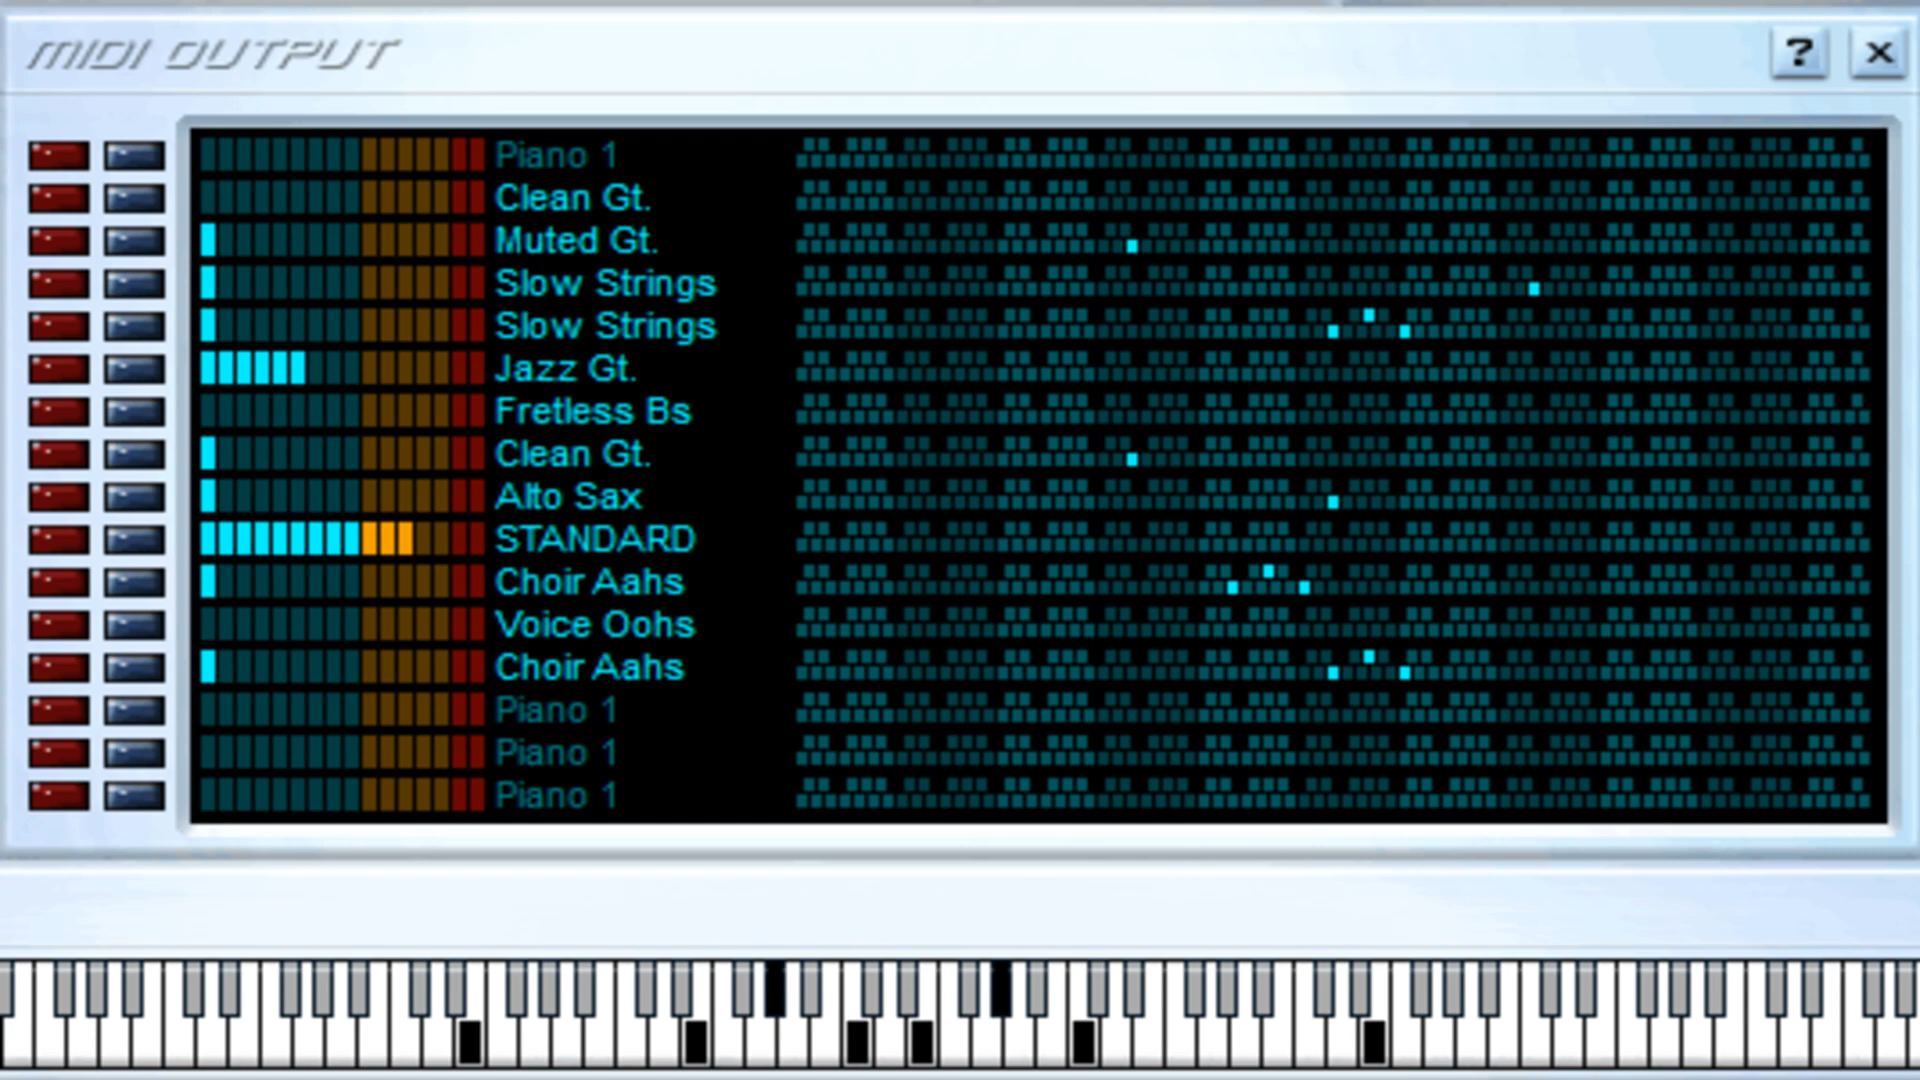 MIDI OUTPUT
? X
Piano 1
Clean Gt.
Muted Gt.
Slow Strings
Slow Strings
Jazz Gt.
Fretless Bs
Clean Gt.
Alto Sax
STANDARD
Choir Aahs
Voice Oohs
Choir Aahs
Piano 1
Piano 1
Piano 1